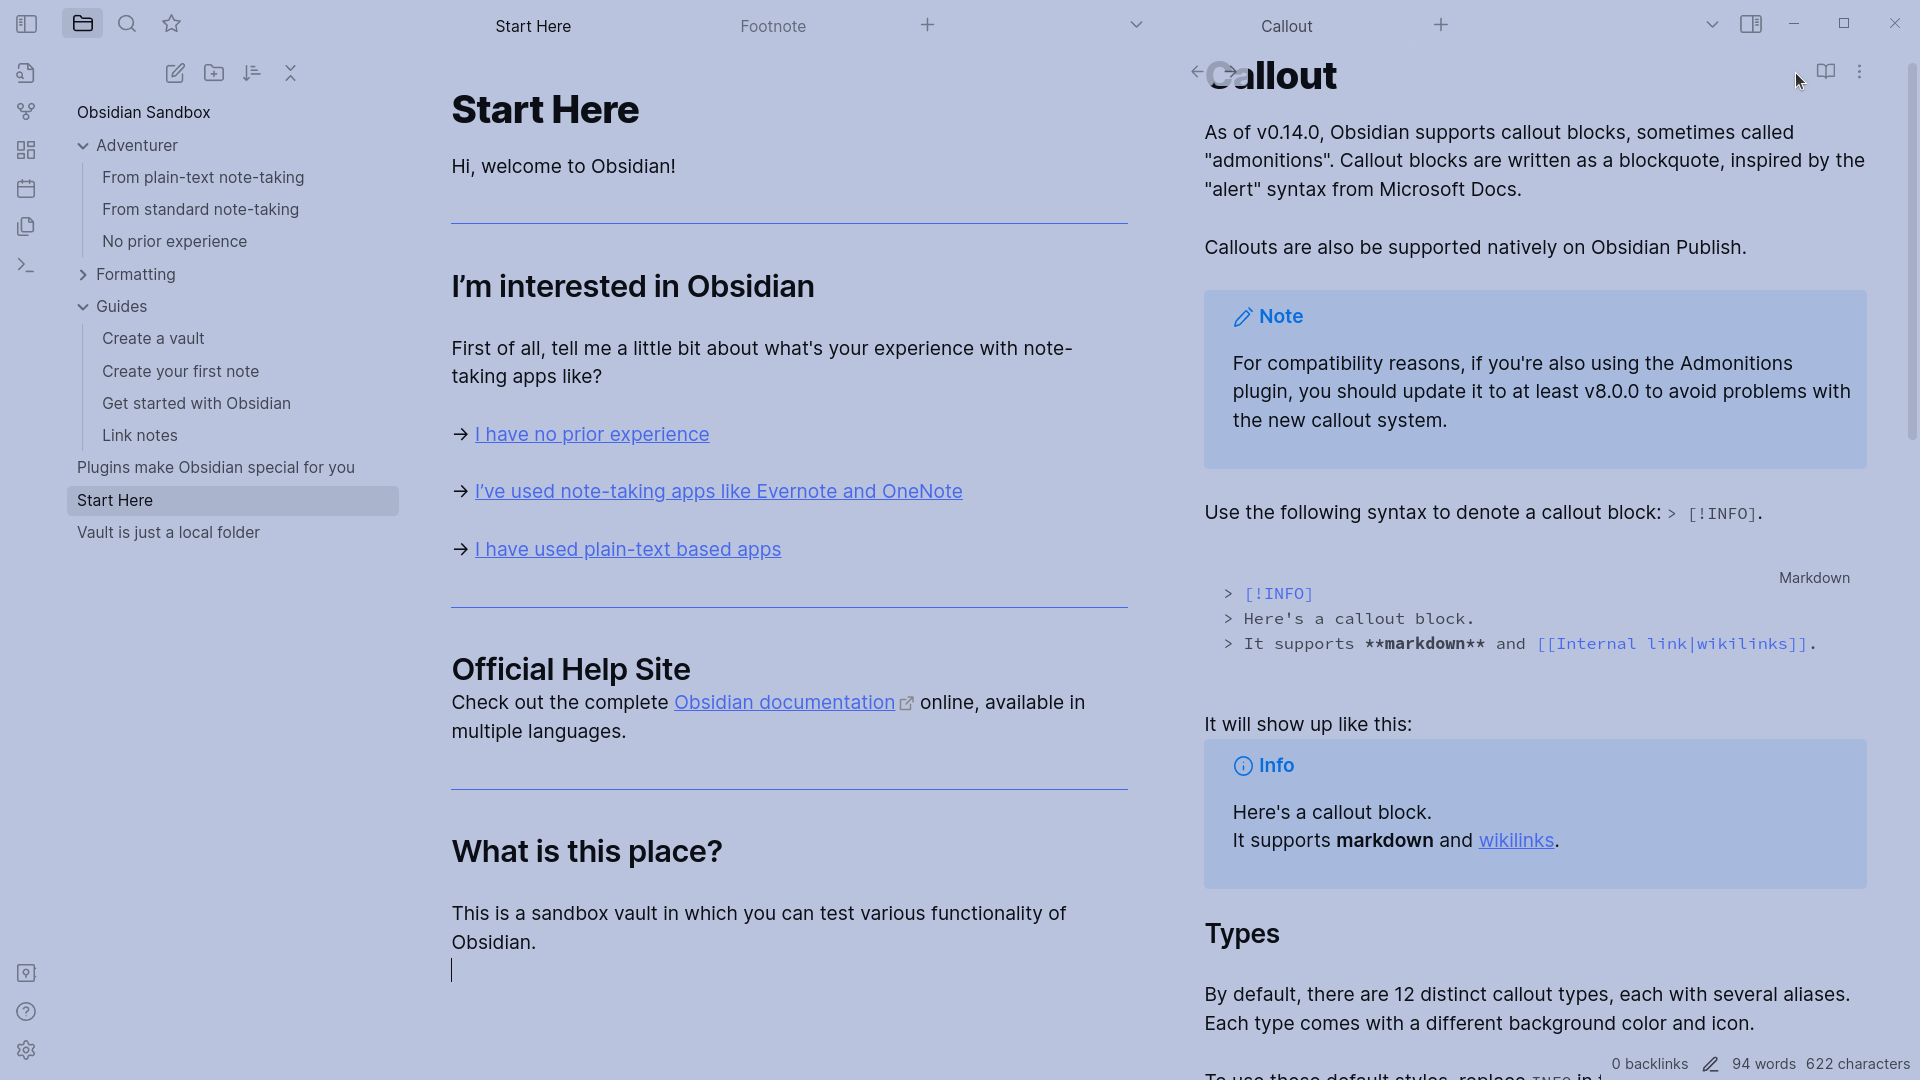 Start Here
Footnote
Callout
Obsidian Sandbox
Adventurer
From plain-text note-taking
From standard note-taking
No prior experience
Formatting
Guides
Create a vault
Create your first note
Get started with Obsidian
Link notes
Plugins make Obsidian special for you
Start Here
Vault is just a local folder
Start Here
Hi, welcome to Obsidian!
I’m interested in Obsidian
First of all, tell me a little bit about what's your experience with note-
taking apps like?
→ I have no prior experience
→ I’ve used note-taking apps like Evernote and OneNote
→ I have used plain-text based apps
Official Help Site
Check out the complete Obsidian documentation online, available in
multiple languages.
What is this place?
This is a sandbox vault in which you can test various functionality of
Obsidian.
Callout
As of v0.14.0, Obsidian supports callout blocks, sometimes called
"admonitions". Callout blocks are written as a blockquote, inspired by the
"alert" syntax from Microsoft Docs.
Callouts are also be supported natively on Obsidian Publish.
Note
For compatibility reasons, if you're also using the Admonitions
plugin, you should update it to at least v8.0.0 to avoid problems with
the new callout system.
Use the following syntax to denote a callout block: > [!INFO].
Markdown
> [!INFO]
> Here's a callout block.
> It supports **markdown** and [[Internal link|wikilinks]].
It will show up like this:
Info
Here's a callout block.
It supports markdown and wikilinks.
Types
By default, there are 12 distinct callout types, each with several aliases.
Each type comes with a different background color and icon.
To use these default styles, replace INFO in
0 backlinks 94 words 622 characters